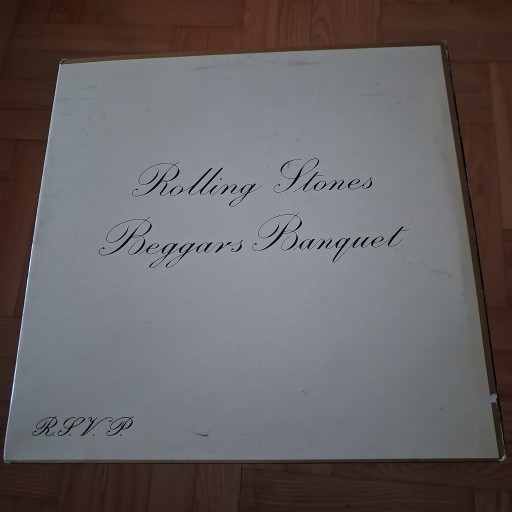 Rolling Stones
Beggars Banquet
R.S.V.P.